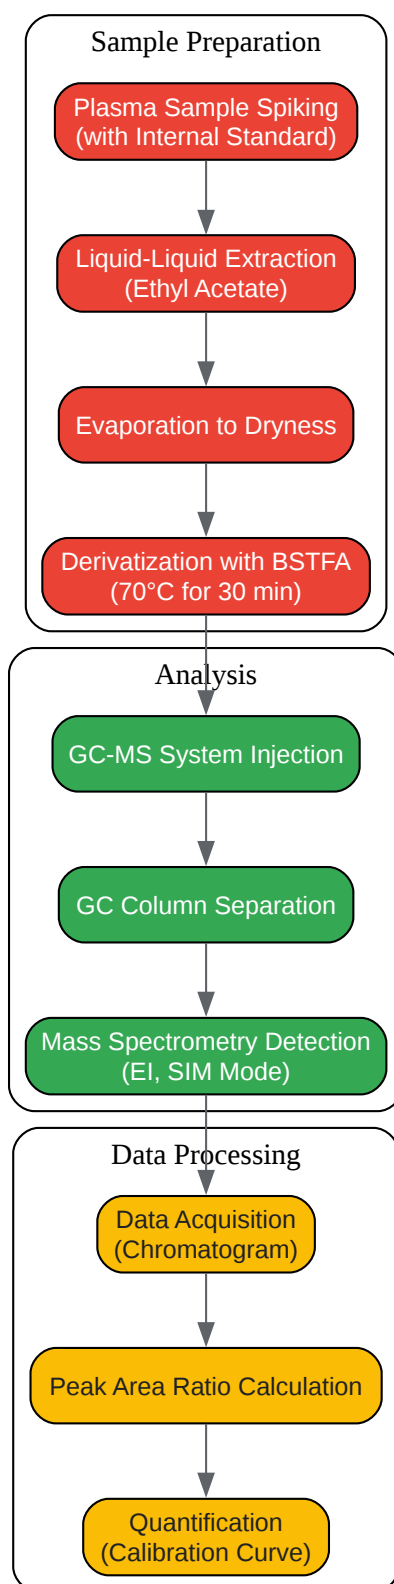 Sample Preparation
Plasma Sample Spiking
(with Internal Standard)
Liquid-Liquid Extraction
(Ethyl Acetate)
Evaporation to Dryness
Derivatization with BSTFA
(70°C for 30 min)
Analysis
GC-MS System Injection
GC Column Separation
Mass Spectrometry Detection
(EI, SIM Mode)
Data Processing
Data Acquisition
(Chromatogram)
Peak Area Ratio Calculation
Quantification
(Calibration Curve)